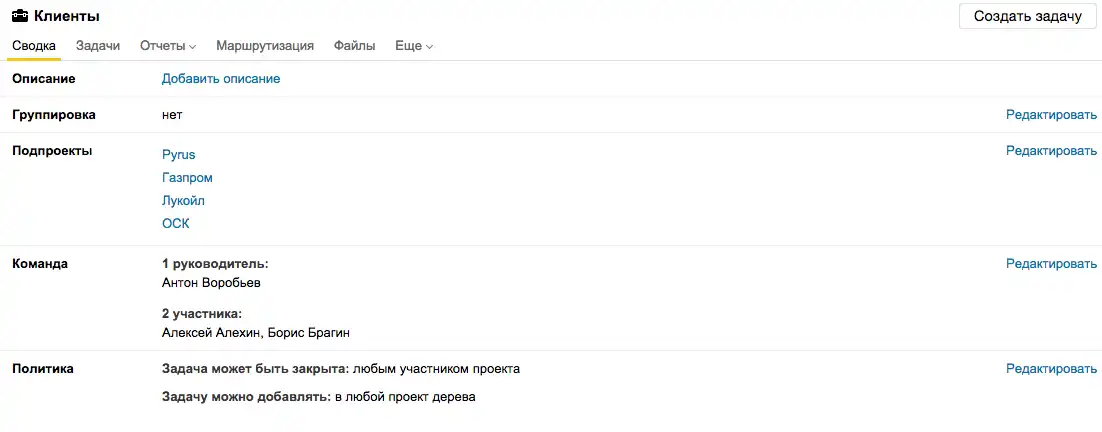 Клиенты
Создать задачу
Сводка Задачи Отчеты Маршрутизация Файлы Еще
Описание Добавить описание
Группировка нет Редактировать
Подпроекты Pyrus Редактировать
Газпром
Лукойл
ОСК
Команда 1 руководитель: Редактировать
Антон Воробьев
2 участника:
Алексей Алехин, Борис Брагин
Политика Задача может быть закрыта: любым участником проекта Редактировать
Задачу можно добавлять: в любой проект дерева